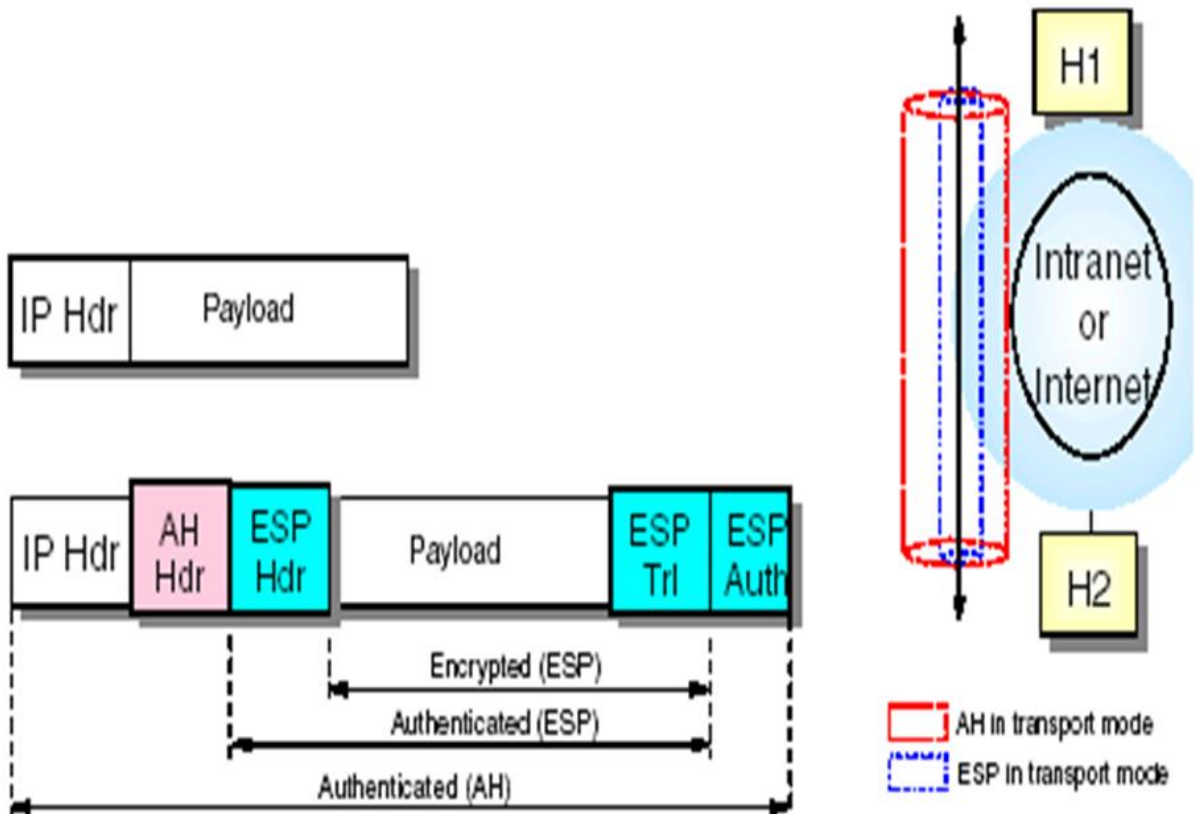 IP Hdr
Payload
IP Hdr
AH
Hdr
ESP
Hdr
Payload
ESP
Trl
ESP
Auth
Encrypted (ESP)
Authenticated (ESP)
Authenticated (AH)
H1
Intranet
or
Internet
H2
AH in transport mode
ESP in transport mode